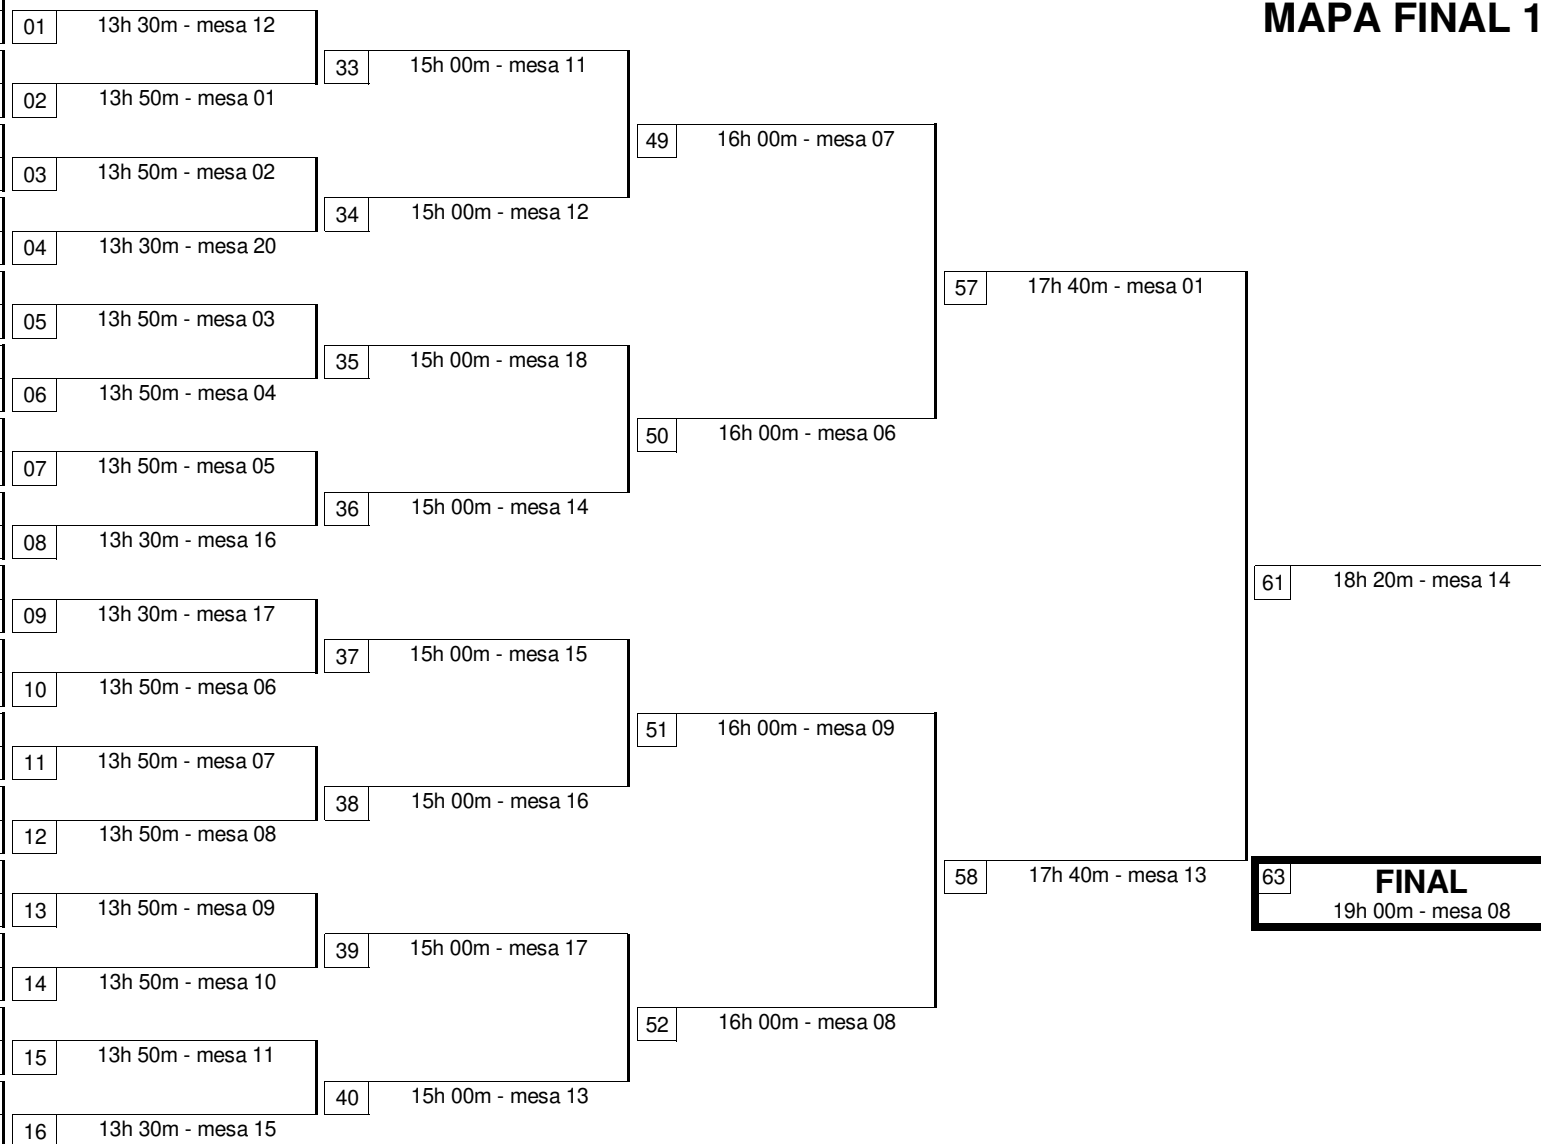 MAPA FINAL 1
01 13h 30m - mesa 12
33 15h 00m - mesa 11
02 13h 50m - mesa 01
49 16h 00m - mesa 07
03 13h 50m - mesa 02
34 15h 00m - mesa 12
04 13h 30m - mesa 20
57 17h 40m - mesa 01
05 13h 50m - mesa 03
35 15h 00m - mesa 18
06 13h 50m - mesa 04
50 16h 00m - mesa 06
07 13h 50m - mesa 05
36 15h 00m - mesa 14
08 13h 30m - mesa 16
61 18h 20m - mesa 14
09 13h 30m - mesa 17
37 15h 00m - mesa 15
10 13h 50m - mesa 06
51 16h 00m - mesa 09
11 13h 50m - mesa 07
38 15h 00m - mesa 16
12 13h 50m - mesa 08
58 17h 40m - mesa 13
63 FINAL
19h 00m - mesa 08
13 13h 50m - mesa 09
39 15h 00m - mesa 17
14 13h 50m - mesa 10
52 16h 00m - mesa 08
15 13h 50m - mesa 11
40 15h 00m - mesa 13
16 13h 30m - mesa 15